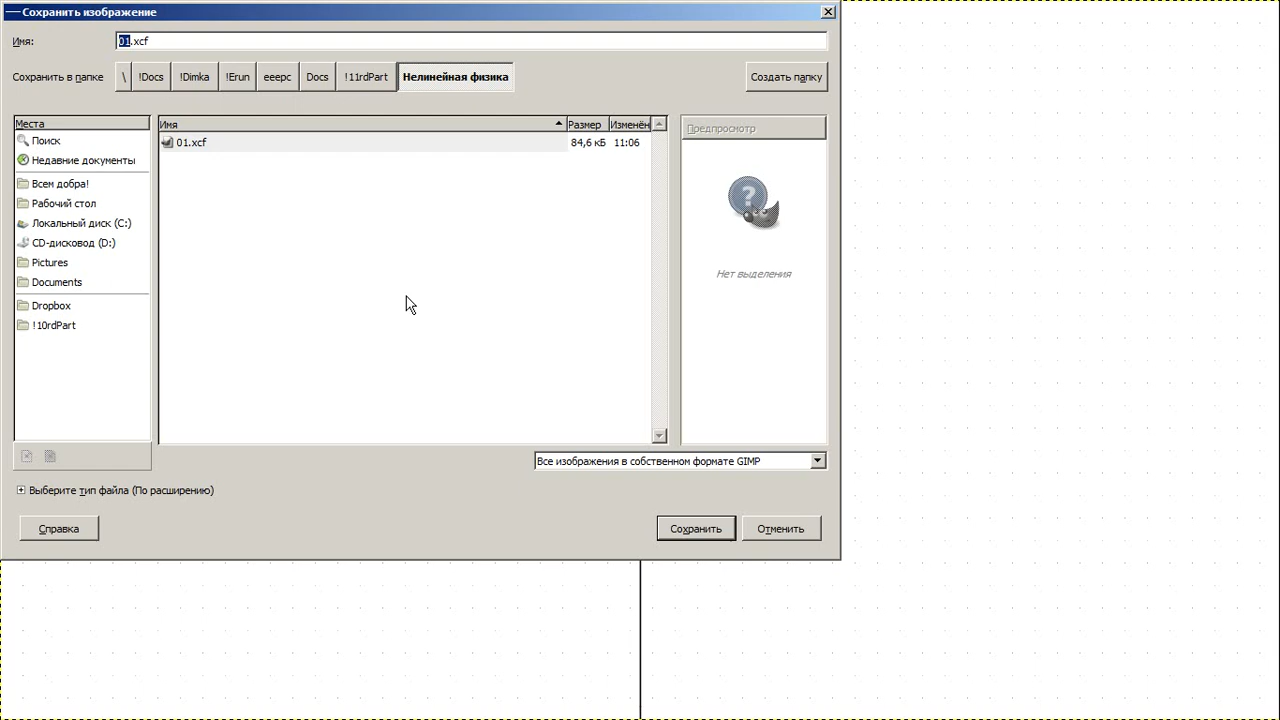 Сохранить изображение
Имя: 01.xcf
Сохранить в папке \ !Docs !Dimka !Erun eeepc Docs !11rdPart Нелинейная физика Создать папку
Места
Поиск
Недавние документы
Всем добра!
Рабочий стол
Локальный диск (C:)
CD-дисковод (D:)
Pictures
Documents
Dropbox
!10rdPart
Имя Размер Изменён
01.xcf 84,6 кБ 11:06
Предпросмотр
Нет выделения
Все изображения в собственном формате GIMP
Выберите тип файла (По расширению)
Справка Сохранить Отменить